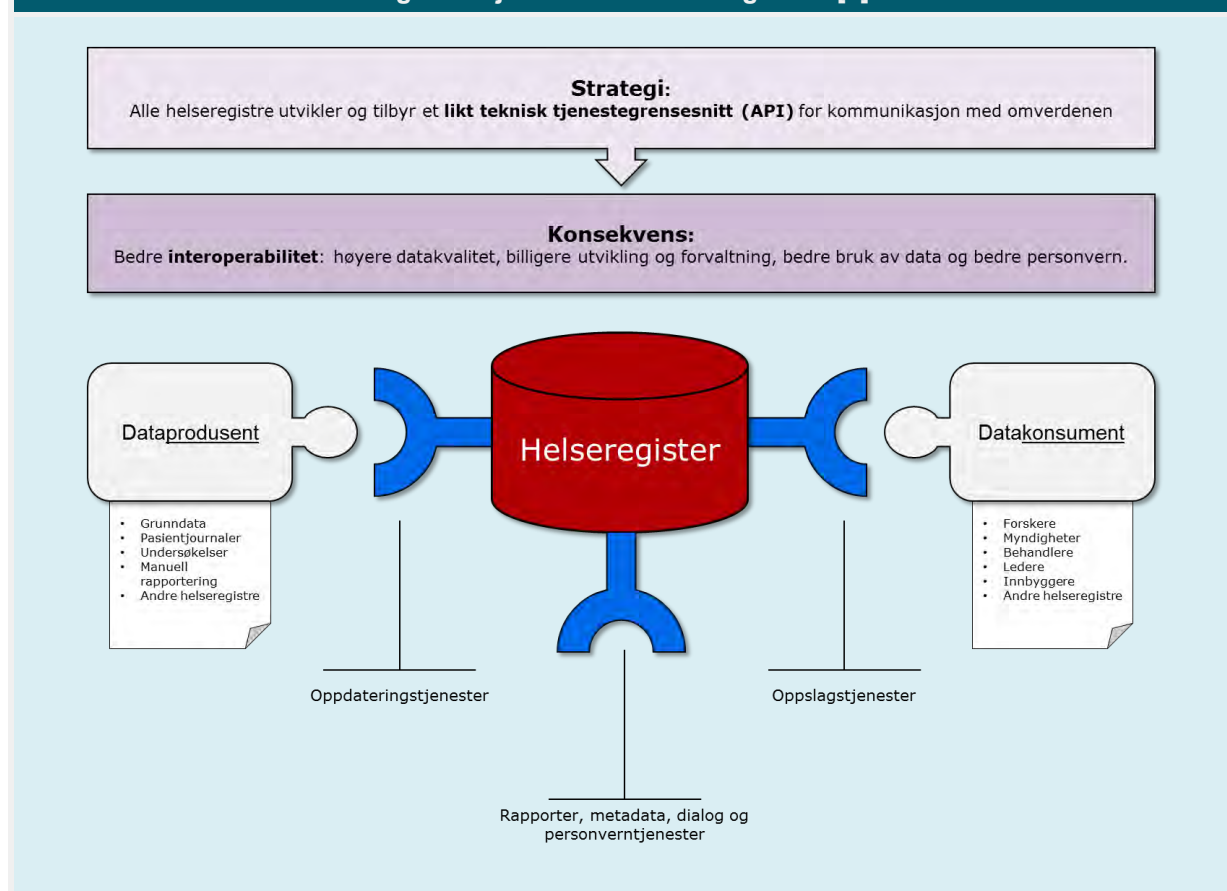 Strategi:
Alle helseregistre utvikler og tilbyr et likt teknisk tjenestegrensesnitt (API) for kommunikasjon med omverdenen
Konsekvens:
Bedre interoperabilitet: høyere datakvalitet, billigere utvikling og forvaltning, bedre bruk av data og bedre personvern.
Dataprodusent
Helseregister
Datakonsument
• Grunndata
• Pasientjournaler
• Undersøkelser
• Manuell
rapportering
• Andre helseregistre
• Forskere
• Myndigheter
• Behandlere
• Ledere
• Innbyggere
• Andre helseregistre
Oppdateringstjenester
Oppslagstjenester
Rapporter, metadata, dialog og
personverntjenester